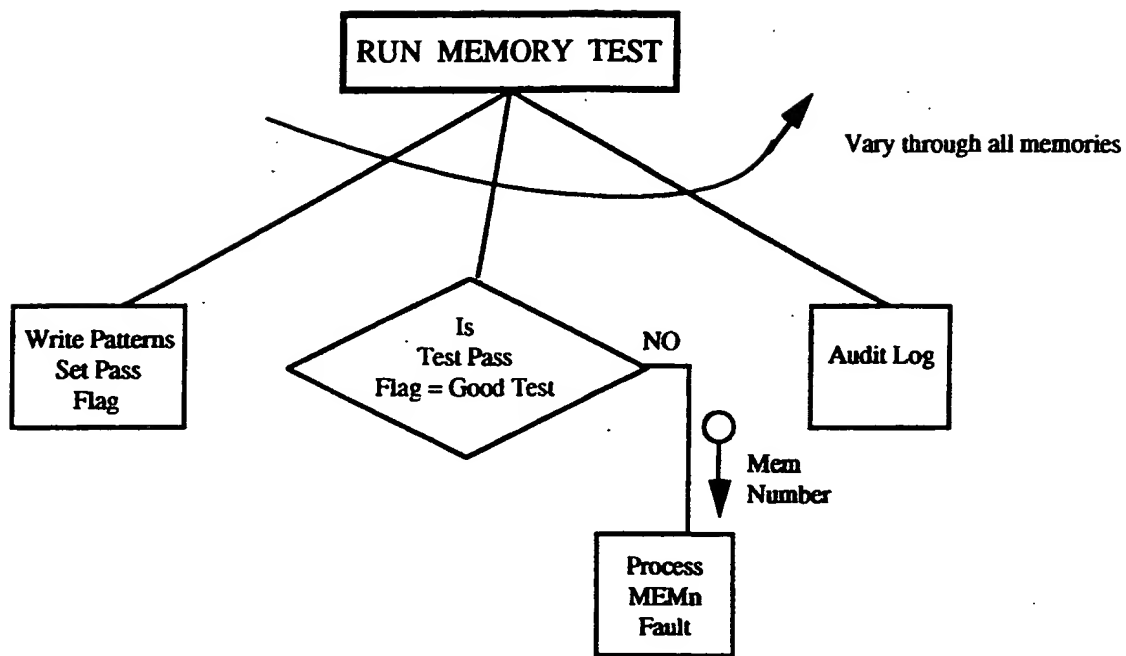 RUN MEMORY TEST
Vary through all memories
Write Patterns
Set Pass
Flag
Is
Test Pass
Flag = Good Test
NO
Audit Log
Mem
Number
Process
MEMn
Fault